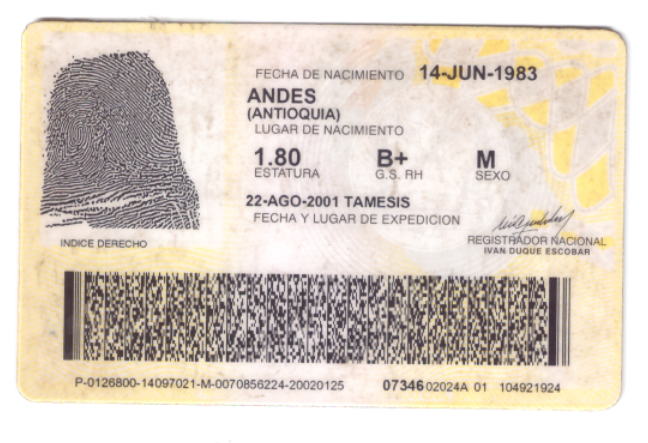 FECHA DE NACIMIENTO 14-JUN-1983
ANDES
(ANTIOQUIA)
LUGAR DE NACIMIENTO
1.80 B+ M
ESTATURA G.S. RH SEXO
22-AGO-2001 TAMESIS
FECHA Y LUGAR DE EXPEDICION
INDICE DERECHO
REGISTRADOR NACIONAL
IVAN DUQUE ESCOBAR
P-0126800-14097021-M-0070856224-20020125 07346 02024A 01 104921924